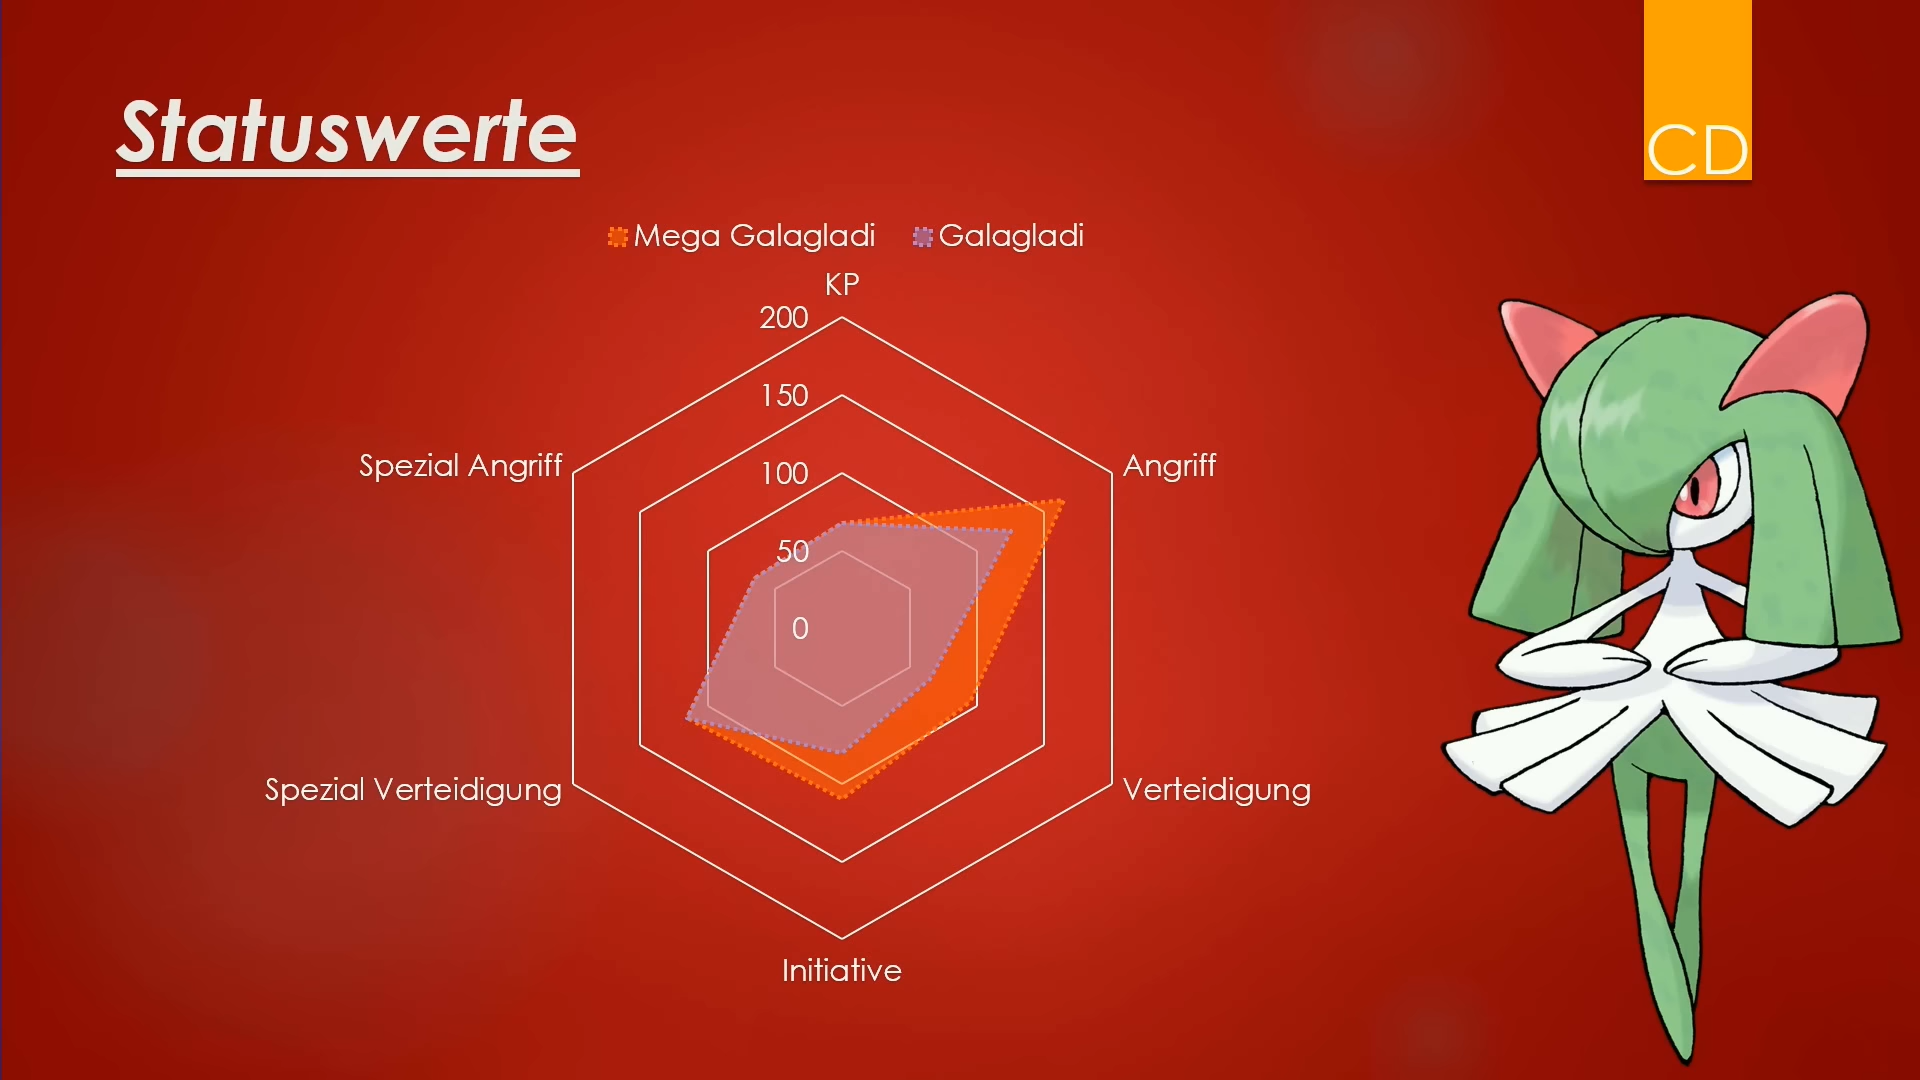 Statuswerte
CD
Mega Galagladi Galagladi
KP
200
150
100
50
0
Spezial Angriff
Angriff
Spezial Verteidigung
Verteidigung
Initiative